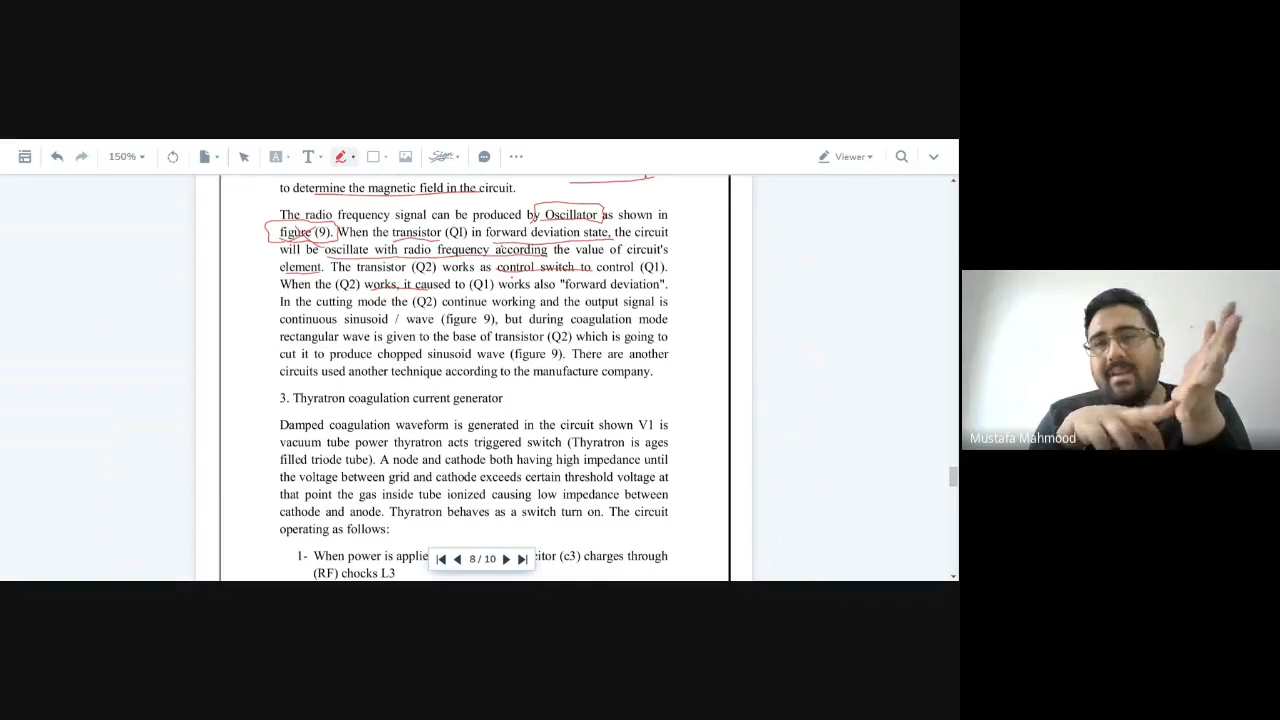 150%
T
Sign
Viewer
to determine the magnetic field in the circuit.
The radio frequency signal can be produced by Oscillator as shown in
figure (9). When the transistor (QI) in forward deviation state, the circuit
will be oscillate with radio frequency according the value of circuit's
element. The transistor (Q2) works as control switch to control (Q1).
When the (Q2) works, it caused to (Q1) works also "forward deviation".
In the cutting mode the (Q2) continue working and the output signal is
continuous sinusoid / wave (figure 9), but during coagulation mode
rectangular wave is given to the base of transistor (Q2) which is going to
cut it to produce chopped sinusoid wave (figure 9). There are another
circuits used another technique according to the manufacture company.
3. Thyratron coagulation current generator
Damped coagulation waveform is generated in the circuit shown V1 is
vacuum tube power thyratron acts triggered switch (Thyratron is ages
filled triode tube). A node and cathode both having high impedance until
the voltage between grid and cathode exceeds certain threshold voltage at
that point the gas inside tube ionized causing low impedance between
cathode and anode. Thyratron behaves as a switch turn on. The circuit
operating as follows:
1- When power is applie citor (c3) charges through
(RF) chocks L3
8 / 10
Mustafa Mahmood